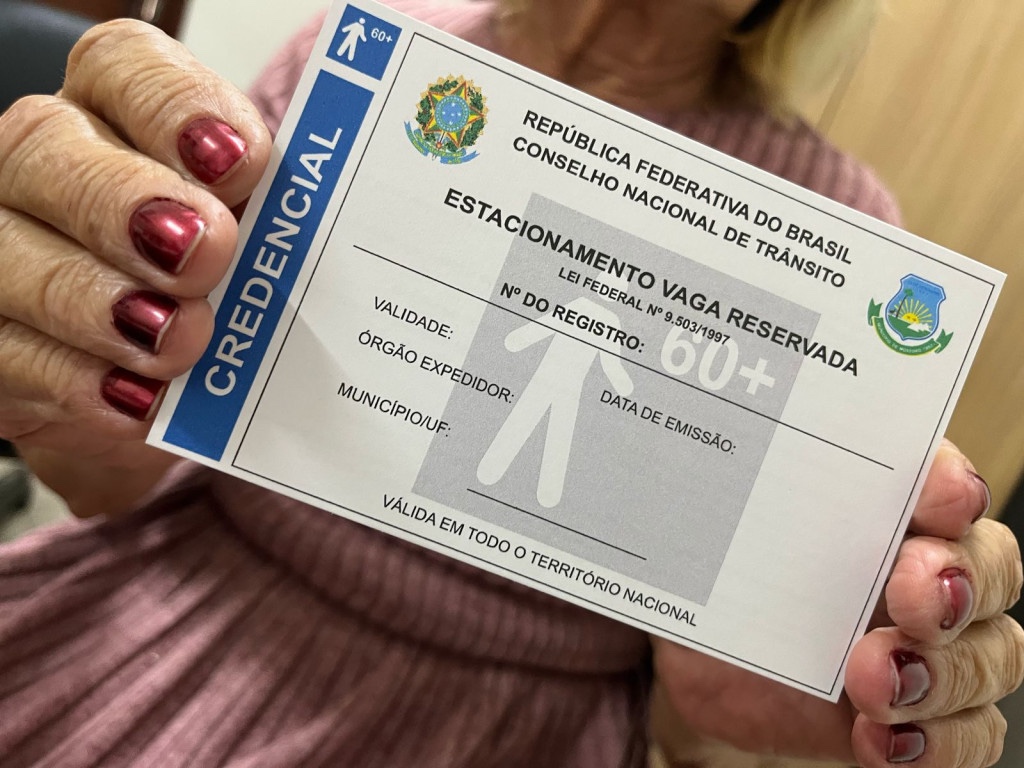 60+
CREDENCIAL
REPÚBLICA FEDERATIVA DO BRASIL
CONSELHO NACIONAL DE TRÂNSITO
ESTACIONAMENTO VAGA RESERVADA
LEI FEDERAL Nº 9.503/1997
Nº DO REGISTRO:
60+
VALIDADE:
ÓRGÃO EXPEDIDOR:
DATA DE EMISSÃO:
MUNICÍPIO/UF:
VÁLIDA EM TODO O TERRITÓRIO NACIONAL